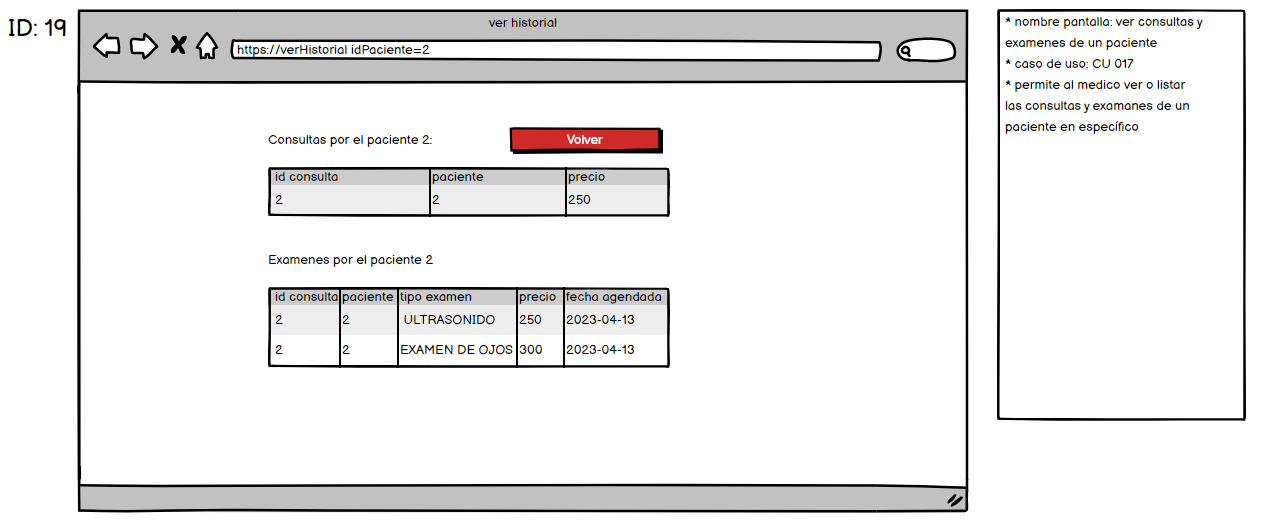 ID: 19
ver historial
https://verHistorial idPaciente=2
Consultas por el paciente 2:
Volver
id consulta paciente precio
2 2 250
Examenes por el paciente 2
id consulta paciente tipo examen precio fecha agendada
2 2 ULTRASONIDO 250 2023-04-13
2 2 EXAMEN DE OJOS 300 2023-04-13
* nombre pantalla: ver consultas y
examenes de un paciente
* caso de uso: CU 017
* permite al medico ver o listar
las consultas y examanes de un
paciente en específico